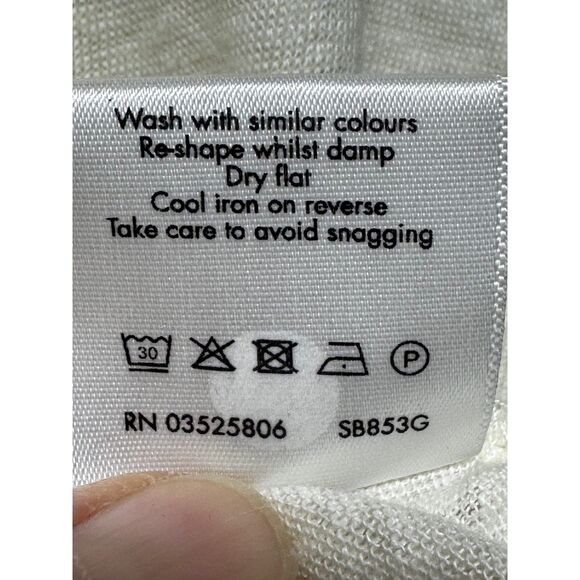 Wash with similar colours
Re-shape whilst damp
Dry flat
Cool iron on reverse
Take care to avoid snagging
30 P
RN 03525806 SB853G